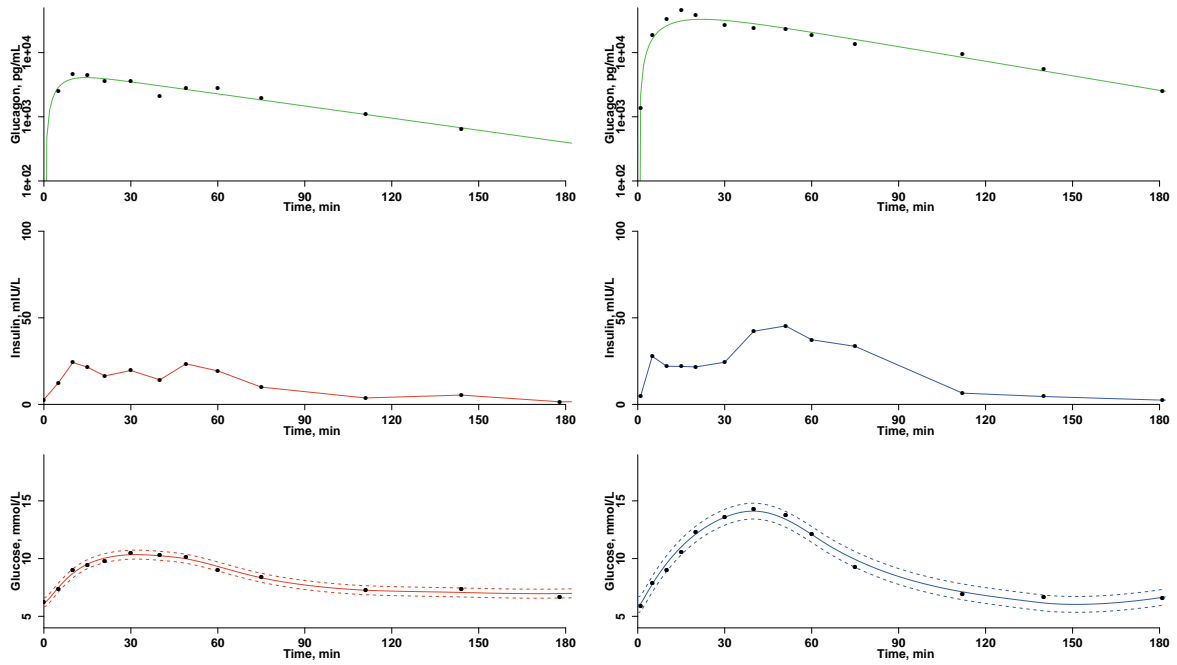 Glucagon, pg/mL
1e+04
1e+03
1e+02
0 30 60 90 120 150 180
Time, min
Glucagon, pg/mL
1e+04
1e+03
1e+02
0 30 60 90 120 150 180
Time, min
Insulin, mIU/L
100
50
0
0 30 60 90 120 150 180
Time, min
Insulin, mIU/L
100
50
0
0 30 60 90 120 150 180
Time, min
Glucose, mmol/L
15
10
5
0 30 60 90 120 150 180
Time, min
Glucose, mmol/L
15
10
5
0 30 60 90 120 150 180
Time, min